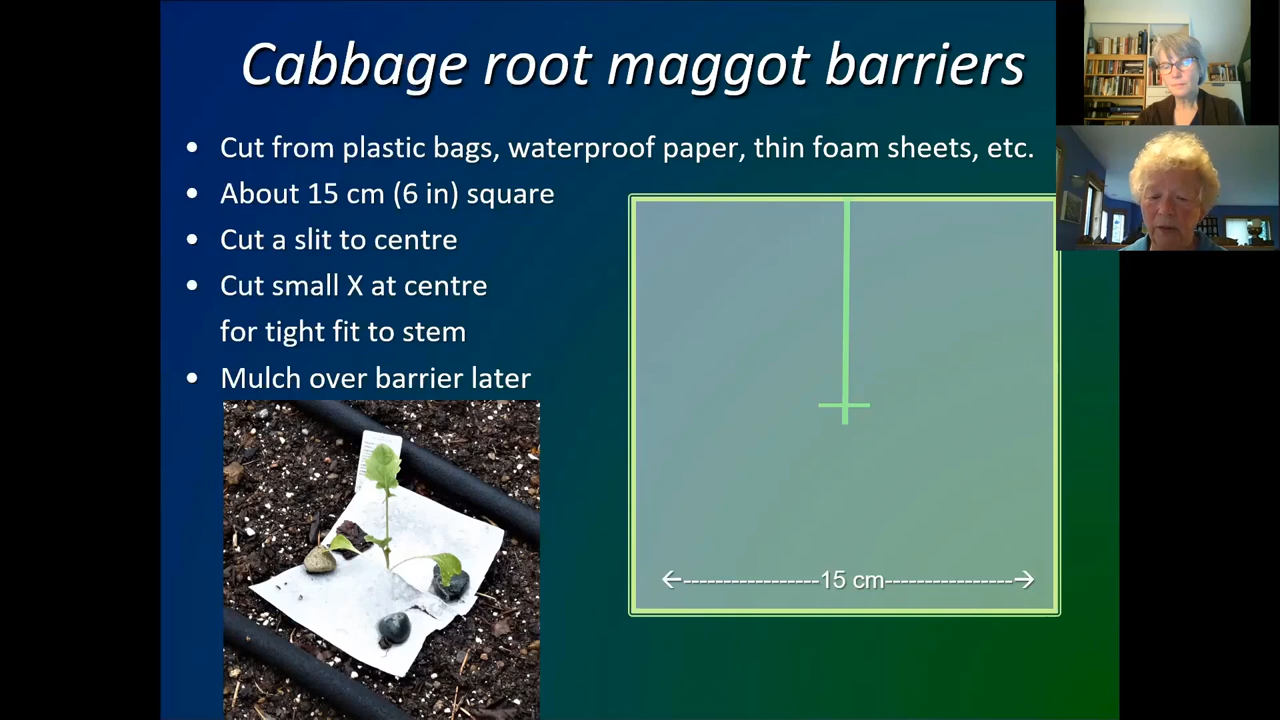 Cabbage root maggot barriers
• Cut from plastic bags, waterproof paper, thin foam sheets, etc.
• About 15 cm (6 in) square
• Cut a slit to centre
• Cut small X at centre
for tight fit to stem
• Mulch over barrier later
←-----------------15 cm----------------→